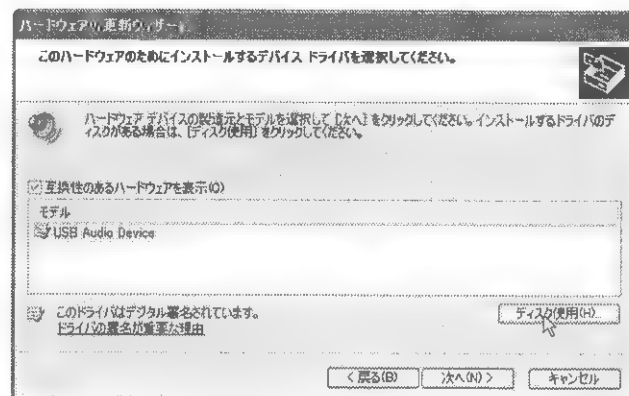 ハードウェアの更新ウィザード
このハードウェアのためにインストールするデバイス ドライバを選択してください。
ハードウェア デバイスの製造元とモデルを選択して [次へ] をクリックしてください。インストールするドライバのデ
ィスクがある場合は、[ディスク使用] をクリックしてください。
互換性のあるハードウェアを表示(C)
モデル
USB Audio Device
このドライバはデジタル署名されています。
ドライバの署名が重要な理由
ディスク使用(H)...
< 戻る(B)
次へ(N) >
キャンセル